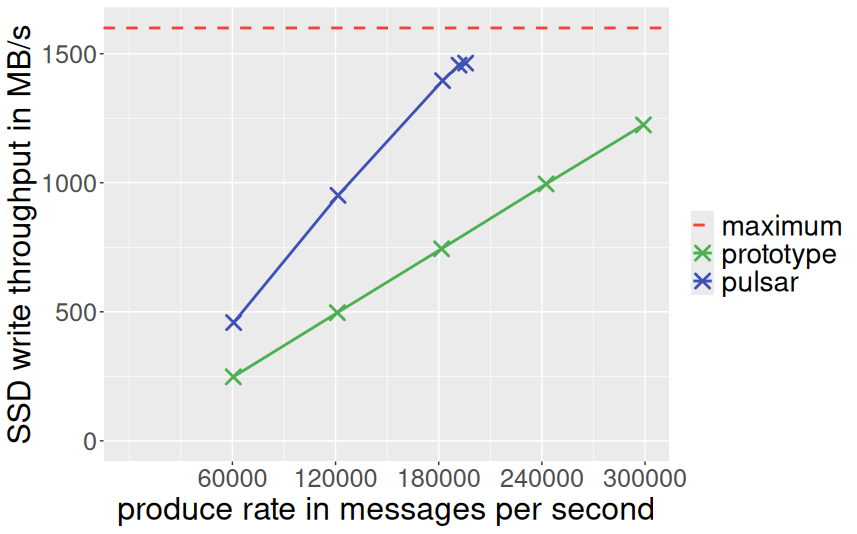 SSD write throughput in MB/s
1500
1000
500
0
60000 120000 180000 240000 300000
produce rate in messages per second
maximum
prototype
pulsar